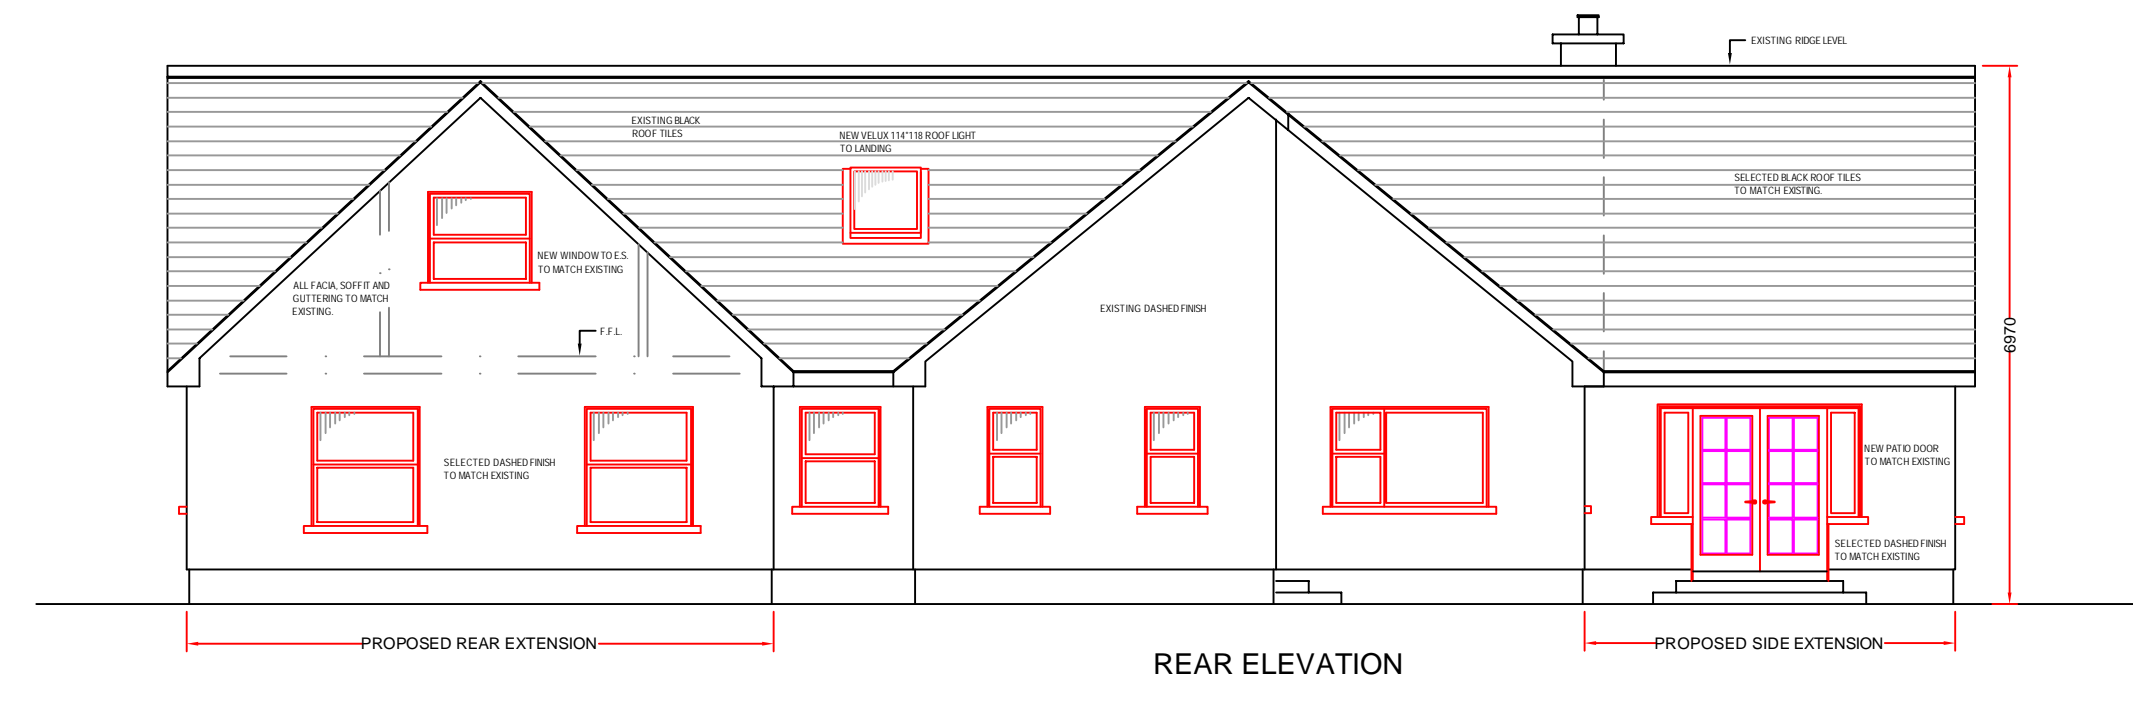 EXISTING RIDGE LEVEL
EXISTING BLACK
ROOF TILES
NEW VELUX 114*118 ROOF LIGHT
TO LANDING
SELECTED BLACK ROOF TILES
TO MATCH EXISTING.
NEW WINDOW TO E.S.
TO MATCH EXISTING
ALL FACIA, SOFFIT AND
GUTTERING TO MATCH
EXISTING.
F.F.L.
EXISTING DASHED FINISH
6970
SELECTED DASHED FINISH
TO MATCH EXISTING
NEW PATIO DOOR
TO MATCH EXISTING
SELECTED DASHED FINISH
TO MATCH EXISTING
PROPOSED REAR EXTENSION
PROPOSED SIDE EXTENSION
REAR ELEVATION